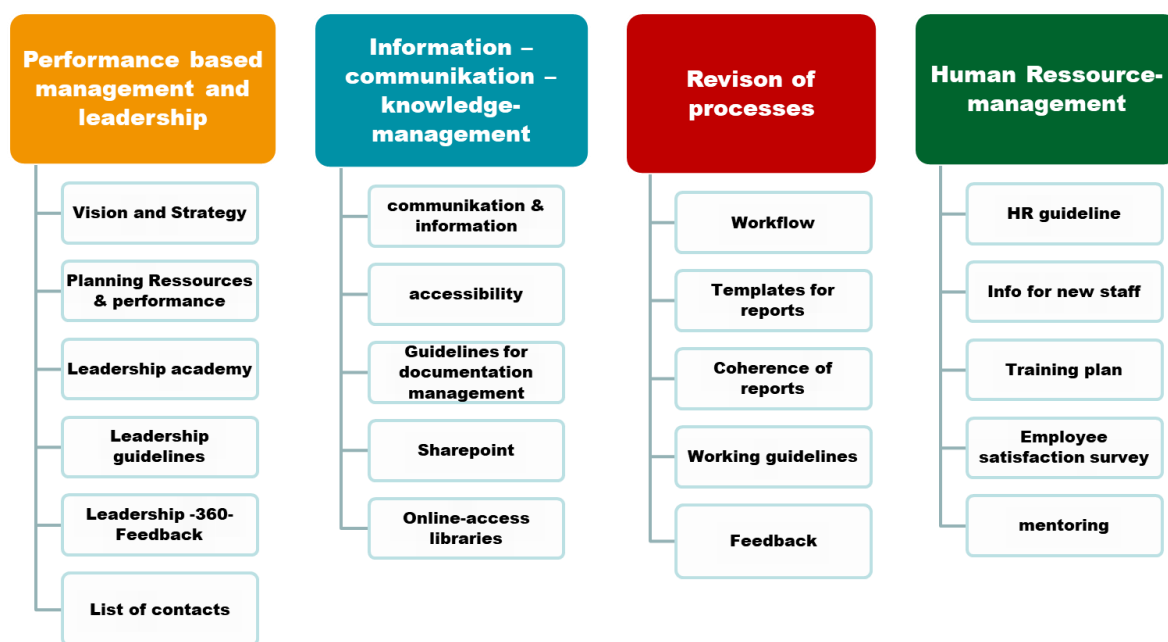 Performance based
management and
leadership
Vision and Strategy
Planning Ressources
& performance
Leadership academy
Leadership
guidelines
Leadership -360-
Feedback
List of contacts
Information –
communikation –
knowledge-
management
communikation &
information
accessibility
Guidelines for
documentation
management
Sharepoint
Online-access
libraries
Revison of
processes
Workflow
Templates for
reports
Coherence of
reports
Working guidelines
Feedback
Human Ressource-
management
HR guideline
Info for new staff
Training plan
Employee
satisfaction survey
mentoring